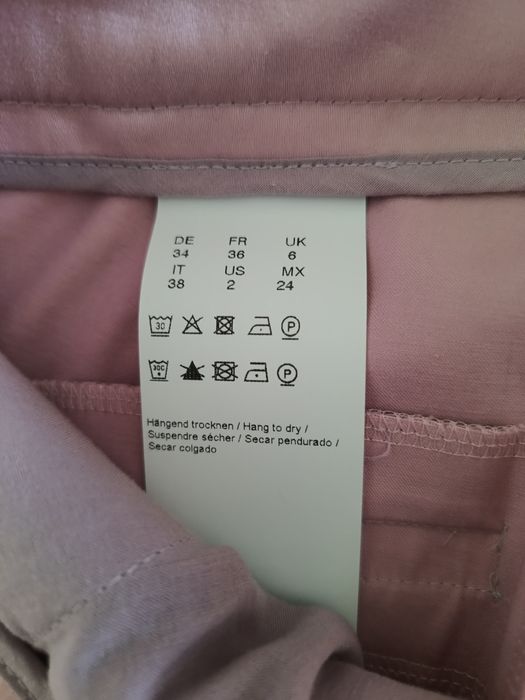 DE FR UK
34 36 6
IT US MX
38 2 24
30 P
30C P
Hängend trocknen / Hang to dry /
Suspendre sécher / Secar pendurado /
Secar colgado